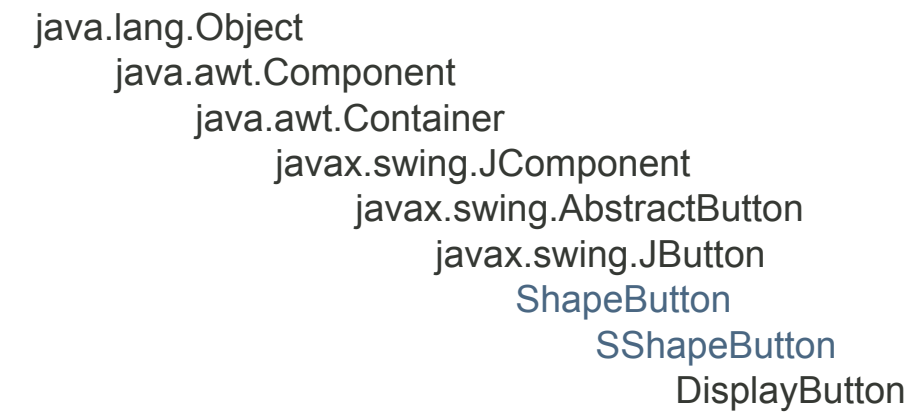 java.lang.Object
java.awt.Component
java.awt.Container
javax.swing.JComponent
javax.swing.AbstractButton
javax.swing.JButton
ShapeButton
SShapeButton
DisplayButton